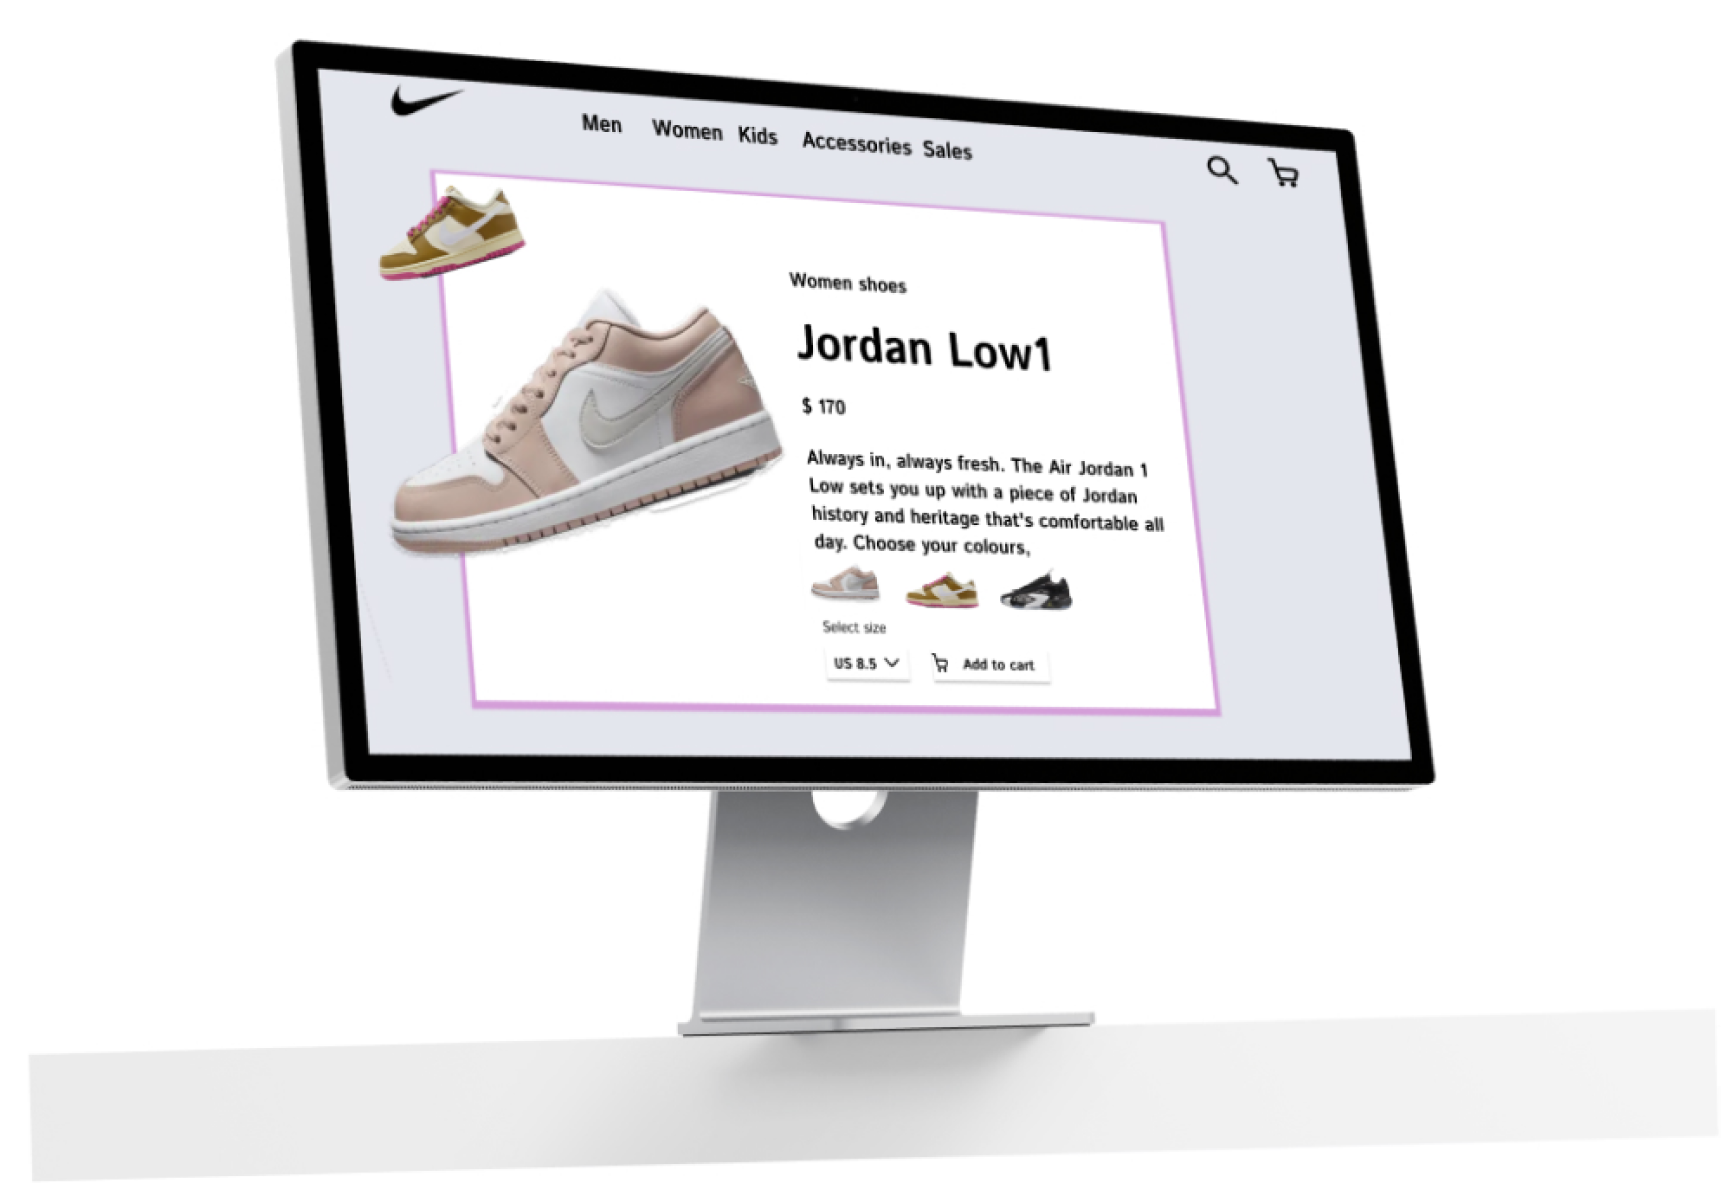 Men Women Kids Accessories Sales
Women shoes
Jordan Low1
$ 170
Always in, always fresh. The Air Jordan 1
Low sets you up with a piece of Jordan
history and heritage that's comfortable all
day. Choose your colours,
Select size
US 8.5 Add to cart